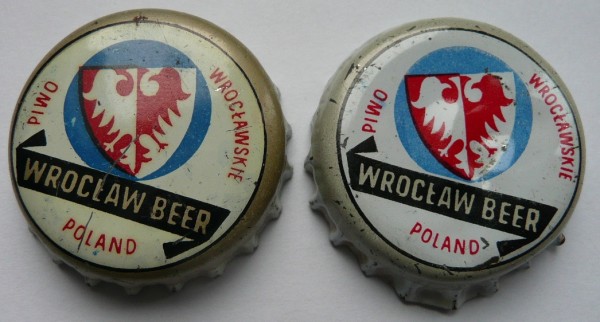 PIWO
WROCŁAWSKIE
WROCŁAW BEER
POLAND
PIWO
WROCŁAWSKIE
WROCŁAW BEER
POLAND